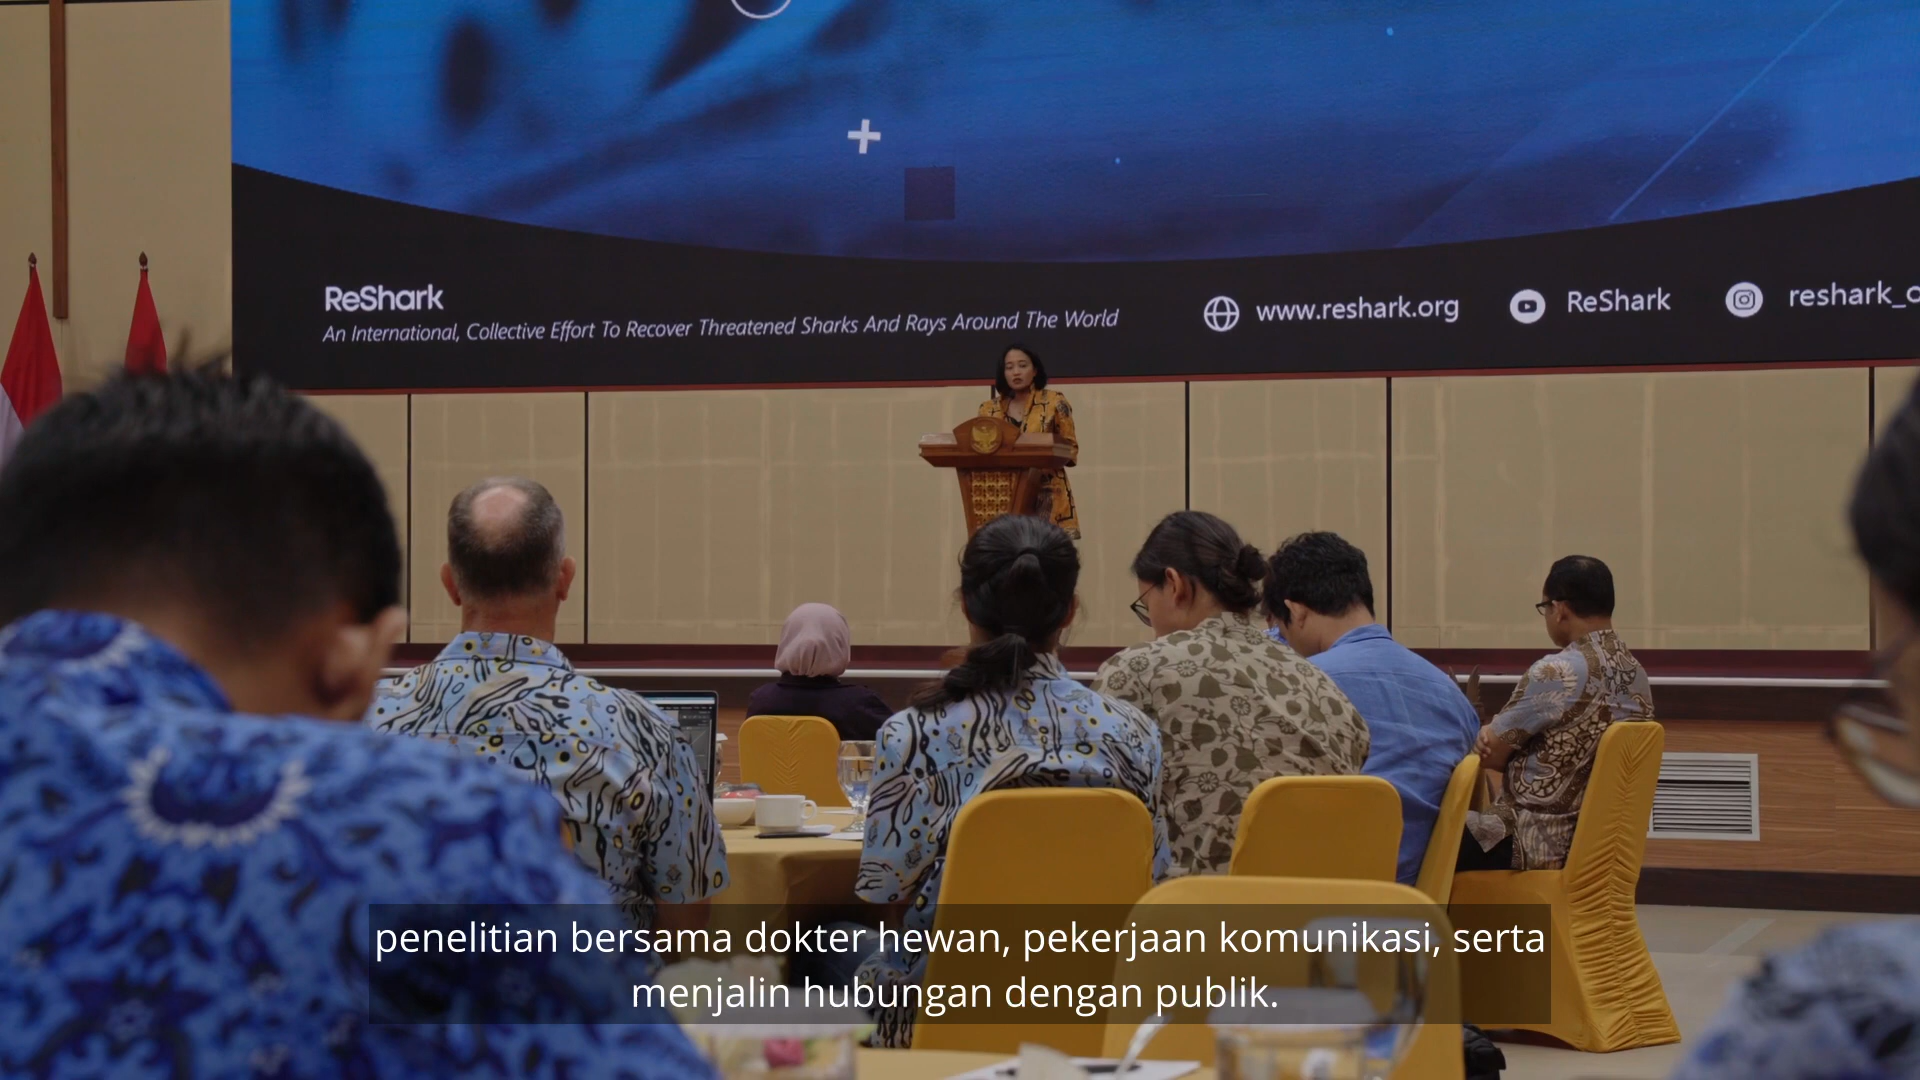 ReShark
An International, Collective Effort To Recover Threatened Sharks And Rays Around The World
www.reshark.org
ReShark
reshark_o
penelitian bersama dokter hewan, pekerjaan komunikasi, serta
menjalin hubungan dengan publik.